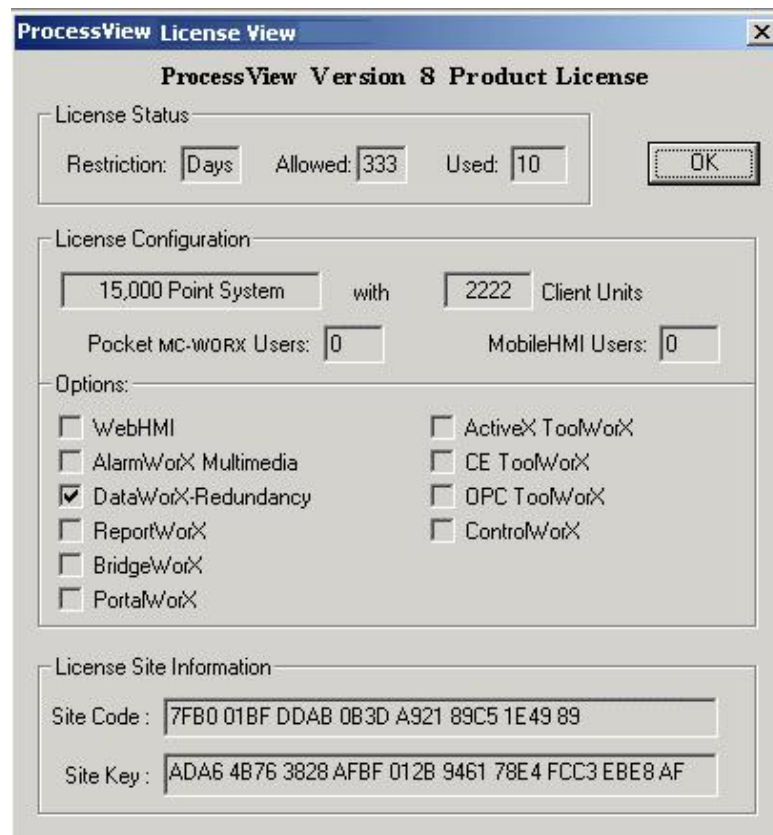 ProcessView License View
ProcessView Version 8 Product License
License Status
Restriction: Days Allowed: 333 Used: 10
OK
License Configuration
15,000 Point System with 2222 Client Units
Pocket MC-WORX Users: 0 MobileHMI Users: 0
Options:
WebHMI
AlarmWorX Multimedia
DataWorX-Redundancy
ReportWorX
BridgeWorX
PortalWorX
ActiveX ToolWorX
CE ToolWorX
OPC ToolWorX
ControlWorX
License Site Information
Site Code : 7FB0 01BF DDAB 0B3D A921 89C5 1E49 89
Site Key : ADA6 4B76 3828 AFBF 012B 9461 78E4 FCC3 EBE8 AF